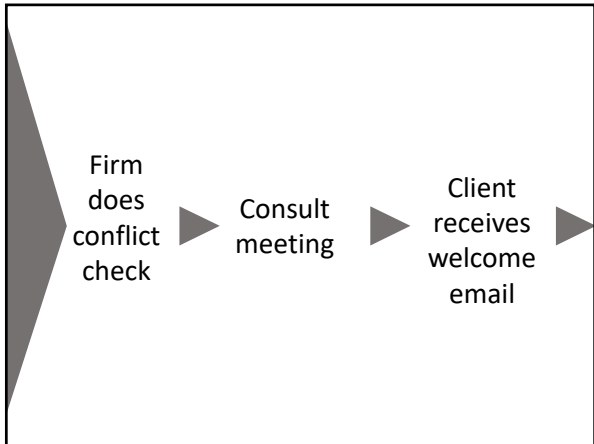 Firm
does
conflict
check
Consult
meeting
Client
receives
welcome
email